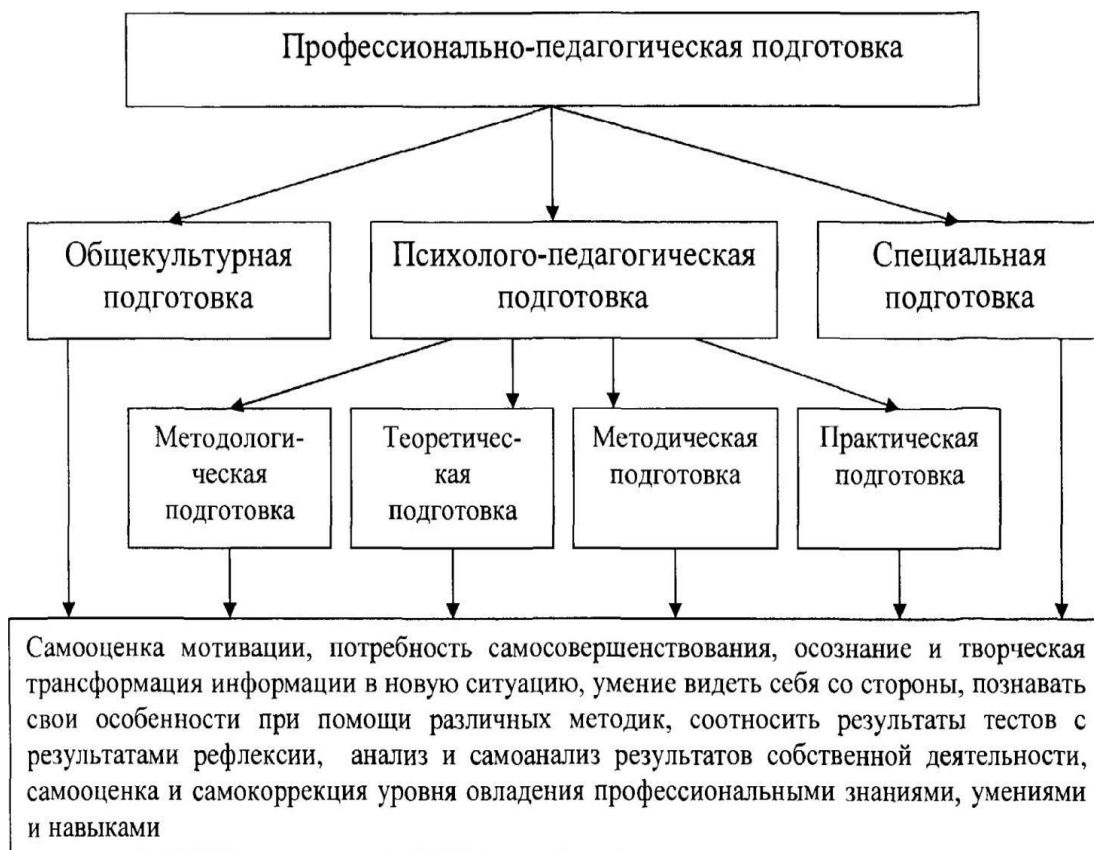 Профессионально-педагогическая подготовка
Общекультурная
подготовка
Психолого-педагогическая
подготовка
Специальная
подготовка
Методологи-
ческая
подготовка
Теоретичес-
кая
подготовка
Методическая
подготовка
Практическая
подготовка
Самооценка мотивации, потребность самосовершенствования, осознание и творческая
трансформация информации в новую ситуацию, умение видеть себя со стороны, познавать
свои особенности при помощи различных методик, соотносить результаты тестов с
результатами рефлексии, анализ и самоанализ результатов собственной деятельности,
самооценка и самокоррекция уровня овладения профессиональными знаниями, умениями
и навыками